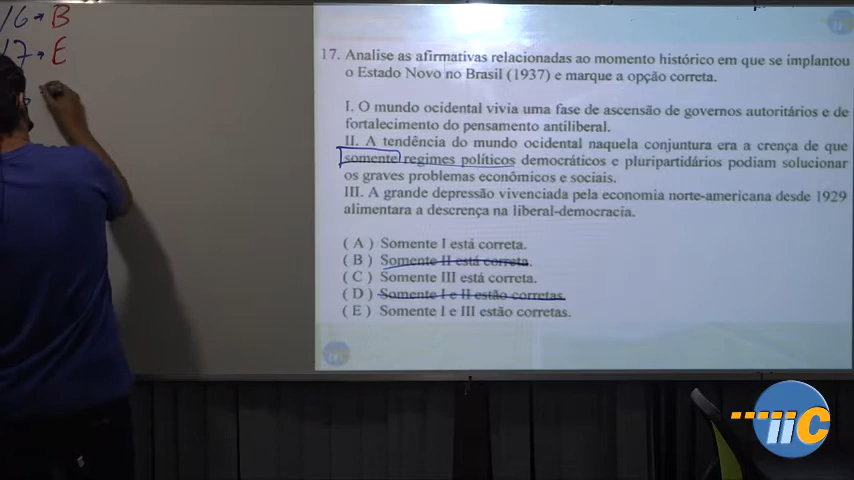 16 → B
17 → E
17. Analise as afirmativas relacionadas ao momento histórico em que se implantou
o Estado Novo no Brasil (1937) e marque a opção correta.
I. O mundo ocidental vivia uma fase de ascensão de governos autoritários e de
fortalecimento do pensamento antiliberal.
II. A tendência do mundo ocidental naquela conjuntura era a crença de que
somente regimes políticos democráticos e pluripartidários podiam solucionar
os graves problemas econômicos e sociais.
III. A grande depressão vivenciada pela economia norte-americana desde 1929
alimentara a descrença na liberal-democracia.
( A ) Somente I está correta.
( B ) Somente II está correta.
( C ) Somente III está correta.
( D ) Somente I e II estão corretas.
( E ) Somente I e III estão corretas.
IIC